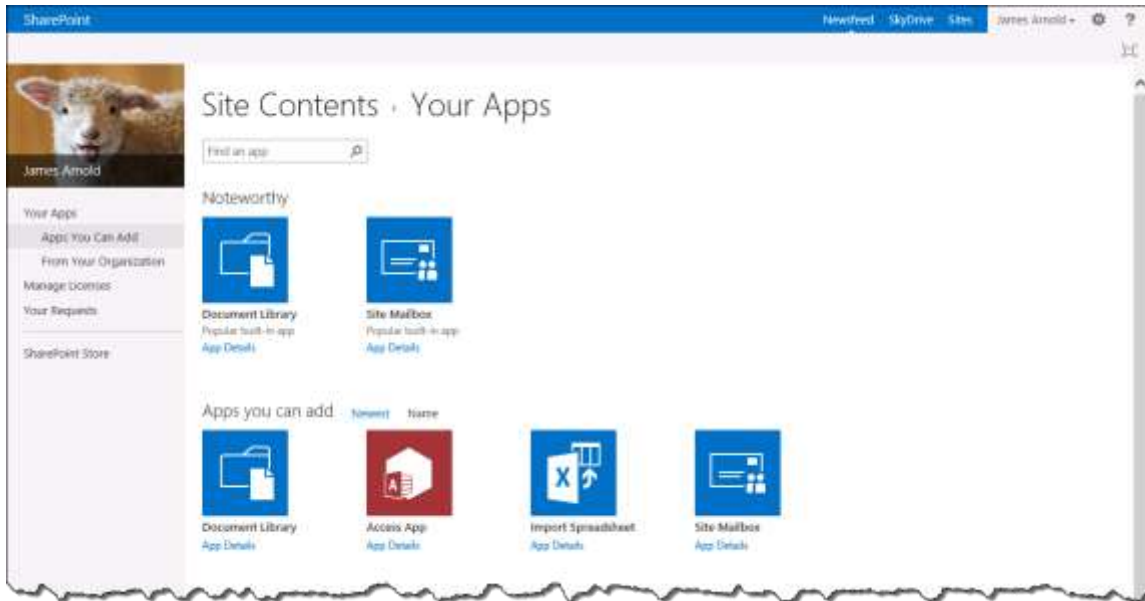 SharePoint
Newsfeed SkyDrive Sites James Arnold ?
James Arnold
Your Apps
Apps You Can Add
From Your Organization
Manage Licenses
Your Requests
SharePoint Store
Site Contents › Your Apps
Find an app
Noteworthy
Document Library Site Mailbox
Popular built-in app Popular built-in app
App Details App Details
Apps you can add Newest Name
Document Library Access App Import Spreadsheet Site Mailbox
App Details App Details App Details App Details